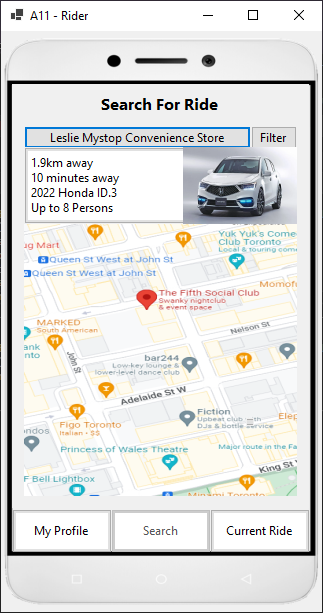 A11 - Rider
Search For Ride
Leslie Mystop Convenience Store
Filter
1.9km away
10 minutes away
2022 Honda ID.3
Up to 8 Persons
Yuk Yuk's Come
Club Toronto
Local & touring come
ug Mart
Queen St West at John St
Queen St West at John St
The Fifth Social Club
Swanky nightclub
& event space
Momofu
MARKED
South American
Nelson St
John St
bar244
Low-key lounge &
lower-level dance club
Adelaide St W
Figo Toronto
Italian · $$
Fiction
Upbeat club with
DJs & bottle service
Elep
ondos
Princess of Wales Theatre
Major route in the Fa
King St
F Bell Lightbox
Minami Toronto
My Profile
Search
Current Ride